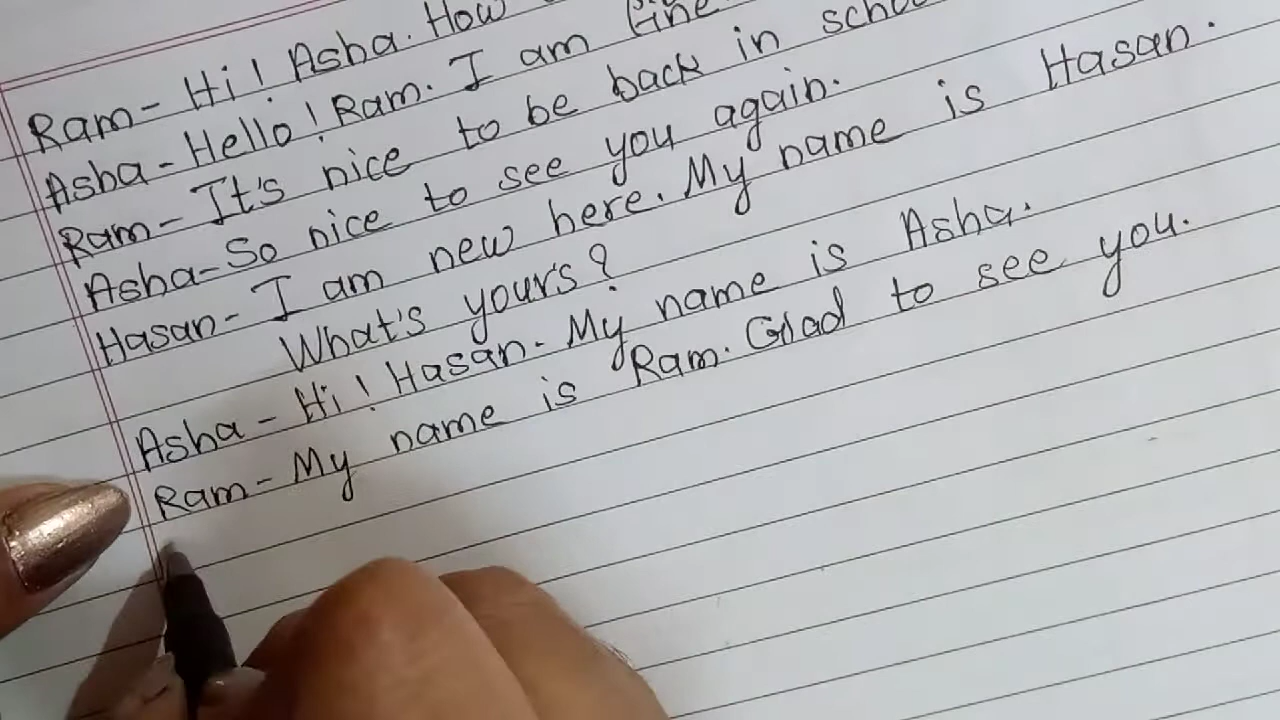 Ram- Hi! Asha. How
Asha- Hello! Ram. I am fine
Ram- It's nice to be back in
Asha- So nice to see you again.
Hasan- I am new here. My name is Hasan.
What's yours?
Asha- Hi! Hasan- My name is Asha.
Ram- My name is Ram. Glad to see you.